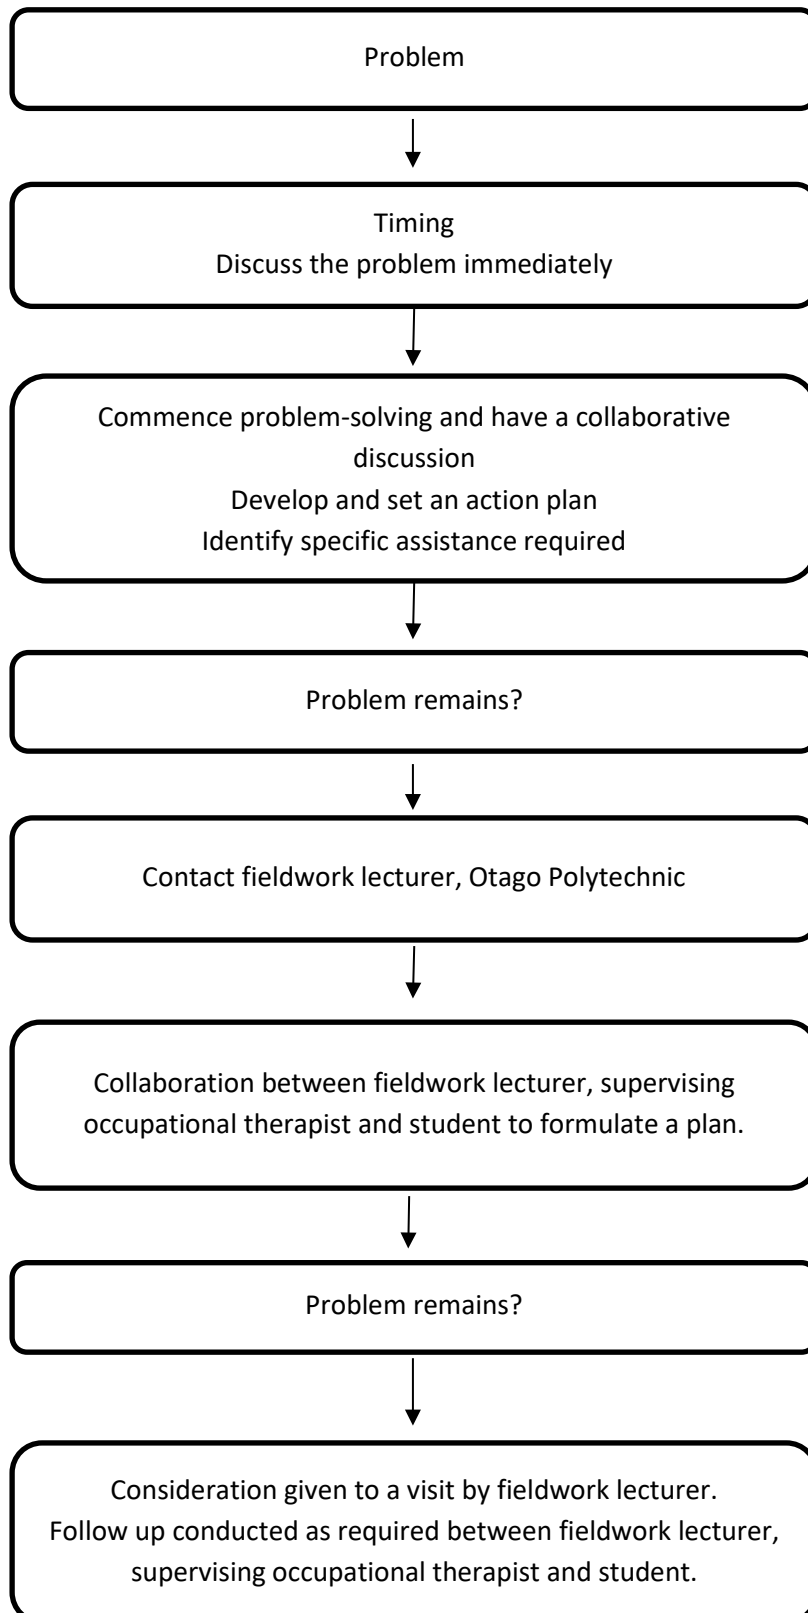 Problem
Timing
Discuss the problem immediately
Commence problem-solving and have a collaborative
discussion
Develop and set an action plan
Identify specific assistance required
Problem remains?
Contact fieldwork lecturer, Otago Polytechnic
Collaboration between fieldwork lecturer, supervising
occupational therapist and student to formulate a plan.
Problem remains?
Consideration given to a visit by fieldwork lecturer.
Follow up conducted as required between fieldwork lecturer,
supervising occupational therapist and student.